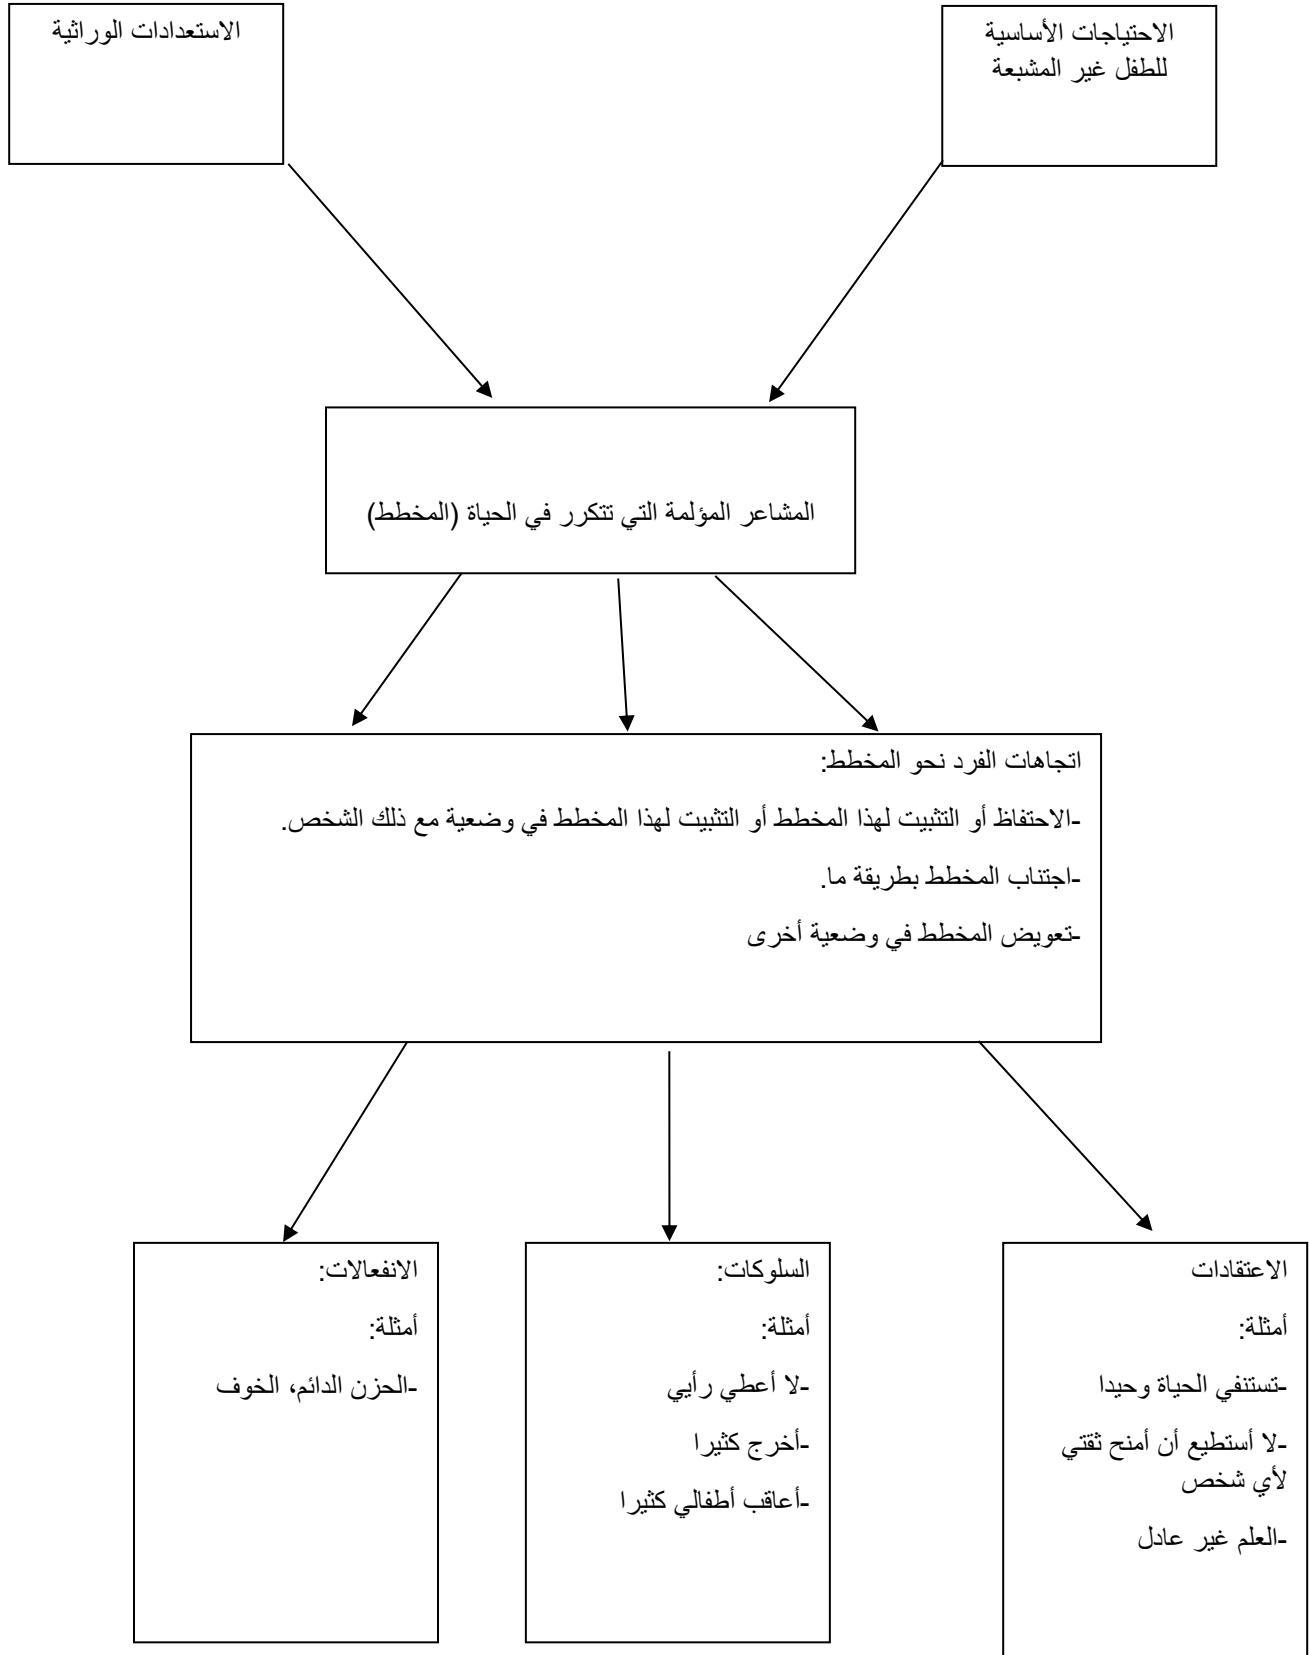 الاحتياجات الأساسية
للطفل غير المشبعة
الاستعدادات الوراثية
المشاعر المؤلمة التي تتكرر في الحياة (المخطط)
اتجاهات الفرد نحو المخطط:
-الاحتفاظ أو التثبيت لهذا المخطط أو التثبيت لهذا المخطط في وضعية مع ذلك الشخص.
-اجتناب المخطط بطريقة ما.
-تعويض المخطط في وضعية أخرى
الاعتقادات
أمثلة:
-تستنفي الحياة وحيدا
-لا أستطيع أن أمنح ثقتي
لأي شخص
-العلم غير عادل
السلوكات:
أمثلة:
-لا أعطي رأيي
-أخرج كثيرا
-أعاقب أطفالي كثيرا
الانفعالات:
أمثلة:
-الحزن الدائم، الخوف